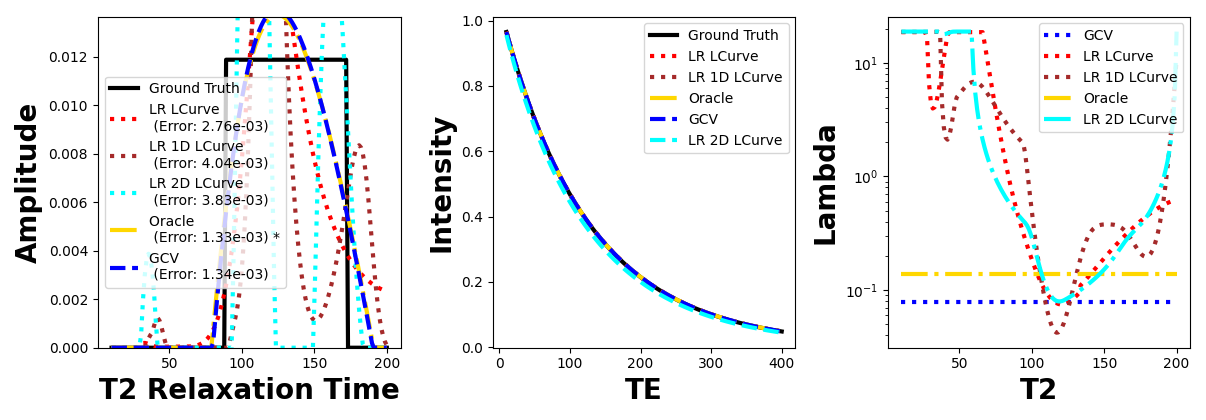 Amplitude
0.012
0.010
0.008
0.006
0.004
0.002
0.000
50
100
150
200
T2 Relaxation Time
Ground Truth
LR LCurve
(Error: 2.76e-03)
LR 1D LCurve
(Error: 4.04e-03)
LR 2D LCurve
(Error: 3.83e-03)
Oracle
(Error: 1.33e-03) *
GCV
(Error: 1.34e-03)
Intensity
1.0
0.8
0.6
0.4
0.2
0.0
0
100
200
300
400
TE
Ground Truth
LR LCurve
LR 1D LCurve
Oracle
GCV
LR 2D LCurve
Lambda
10¹
10⁰
10⁻¹
50
100
150
200
T2
GCV
LR LCurve
LR 1D LCurve
Oracle
LR 2D LCurve